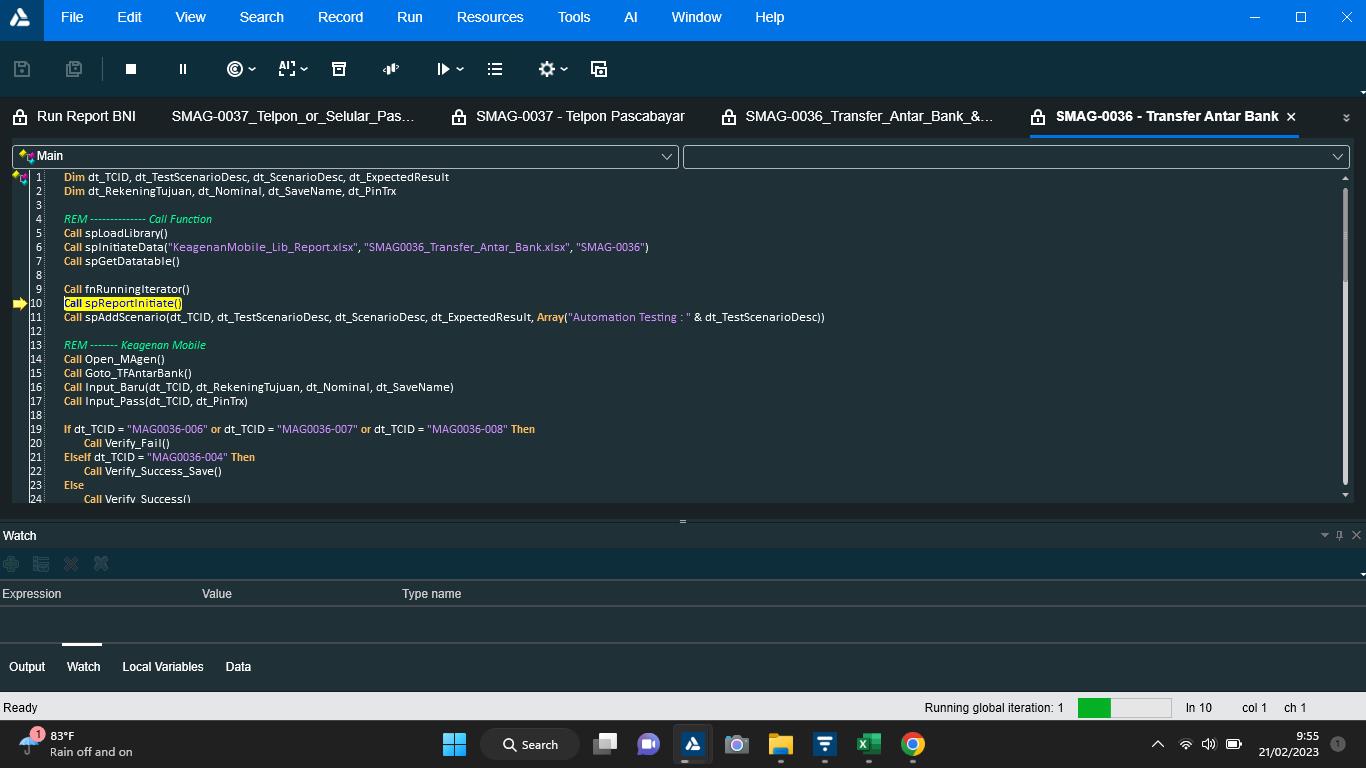 File Edit View Search Record Run Resources Tools AI Window Help
AI
Run Report BNI SMAG-0037_Telpon_or_Selular_Pas... SMAG-0037 - Telpon Pascabayar SMAG-0036_Transfer_Antar_Bank_&... SMAG-0036 - Transfer Antar Bank
Main
1 Dim dt_TCID, dt_TestScenarioDesc, dt_ScenarioDesc, dt_ExpectedResult
2 Dim dt_RekeningTujuan, dt_Nominal, dt_SaveName, dt_PinTrx
3
4 REM -------------- Call Function
5 Call spLoadLibrary()
6 Call spInitiateData("KeagenanMobile_Lib_Report.xlsx", "SMAG0036_Transfer_Antar_Bank.xlsx", "SMAG-0036")
7 Call spGetDatatable()
8
9 Call fnRunningIterator()
10 Call spReportInitiate()
11 Call spAddScenario(dt_TCID, dt_TestScenarioDesc, dt_ScenarioDesc, dt_ExpectedResult, Array("Automation Testing : " & dt_TestScenarioDesc))
12
13 REM ------- Keagenan Mobile
14 Call Open_MAgen()
15 Call Goto_TFAntarBank()
16 Call Input_Baru(dt_TCID, dt_RekeningTujuan, dt_Nominal, dt_SaveName)
17 Call Input_Pass(dt_TCID, dt_PinTrx)
18
19 If dt_TCID = "MAG0036-006" or dt_TCID = "MAG0036-007" or dt_TCID = "MAG0036-008" Then
20 Call Verify_Fail()
21 ElseIf dt_TCID = "MAG0036-004" Then
22 Call Verify_Success_Save()
23 Else
24 Call Verify_Success()
Watch
Expression Value Type name
Output Watch Local Variables Data
Ready Running global iteration: 1 ln 10 col 1 ch 1
1 83°F
Rain off and on
Search
9:55
21/02/2023
1